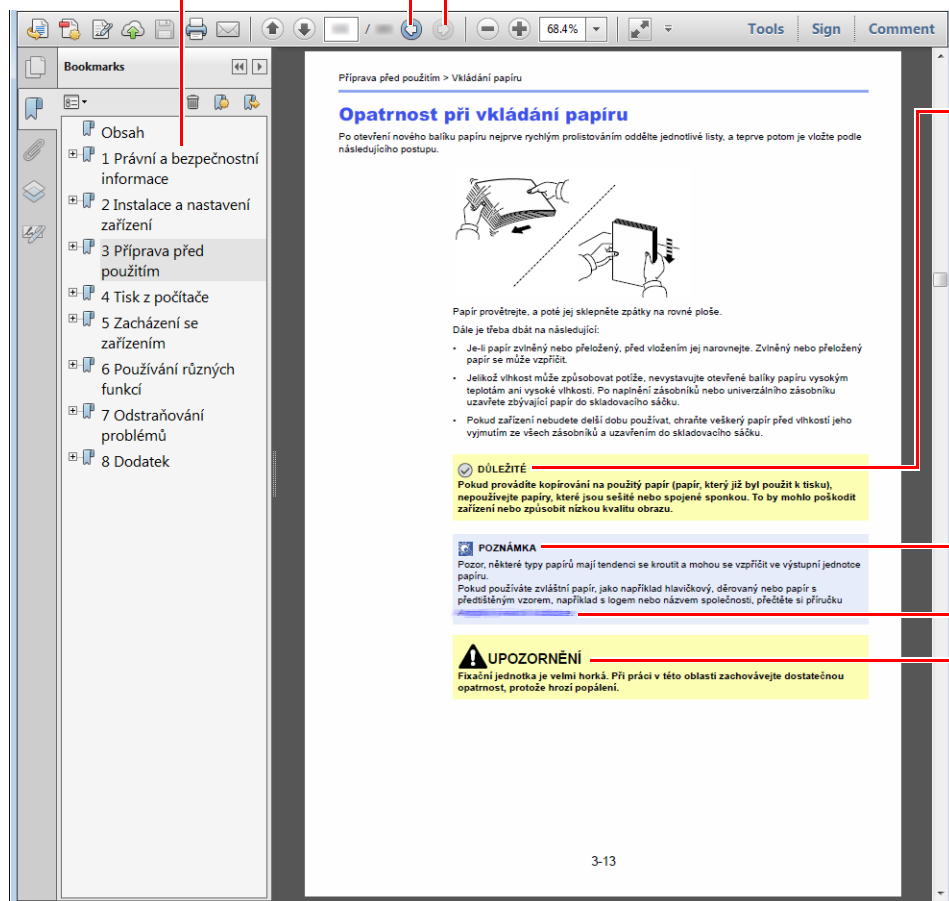 /
68.4%
Tools
Sign
Comment
Bookmarks
Obsah
1 Právní a bezpečnostní
informace
2 Instalace a nastavení
zařízení
3 Příprava před
použitím
4 Tisk z počítače
5 Zacházení se
zařízením
6 Používání různých
funkcí
7 Odstraňování
problémů
8 Dodatek
Příprava před použitím > Vkládání papíru
Opatrnost při vkládání papíru
Po otevření nového balíku papíru nejprve rychlým prolistováním oddělte jednotlivé listy, a teprve potom je vložte podle
následujícího postupu.
Papír provětrejte, a poté jej sklepněte zpátky na rovné ploše.
Dále je třeba dbát na následující:
• Je-li papír zvlněný nebo přeložený, před vložením jej narovnejte. Zvlněný nebo přeložený
papír se může vzpříčit.
• Jelikož vlhkost může způsobovat potíže, nevystavujte otevřené balíky papíru vysokým
teplotám ani vysoké vlhkosti. Po naplnění zásobníků nebo univerzálního zásobníku
uzavřete zbývající papír do skladovacího sáčku.
• Pokud zařízení nebudete delší dobu používat, chraňte veškerý papír před vlhkostí jeho
vyjmutím ze všech zásobníků a uzavřením do skladovacího sáčku.
DŮLEŽITÉ
Pokud provádíte kopírování na použitý papír (papír, který již byl použit k tisku),
nepoužívejte papíry, které jsou sešité nebo spojené sponkou. To by mohlo poškodit
zařízení nebo způsobit nízkou kvalitu obrazu.
POZNÁMKA
Pozor, některé typy papírů mají tendenci se kroutit a mohou se vzpříčit ve výstupní jednotce
papíru.
Pokud používáte zvláštní papír, jako například hlavičkový, děrovaný nebo papír s
předtištěným vzorem, například s logem nebo názvem společnosti, přečtěte si příručku
UPOZORNĚNÍ
Fixační jednotka je velmi horká. Při práci v této oblasti zachovávejte dostatečnou
opatrnost, protože hrozí popálení.
3-13